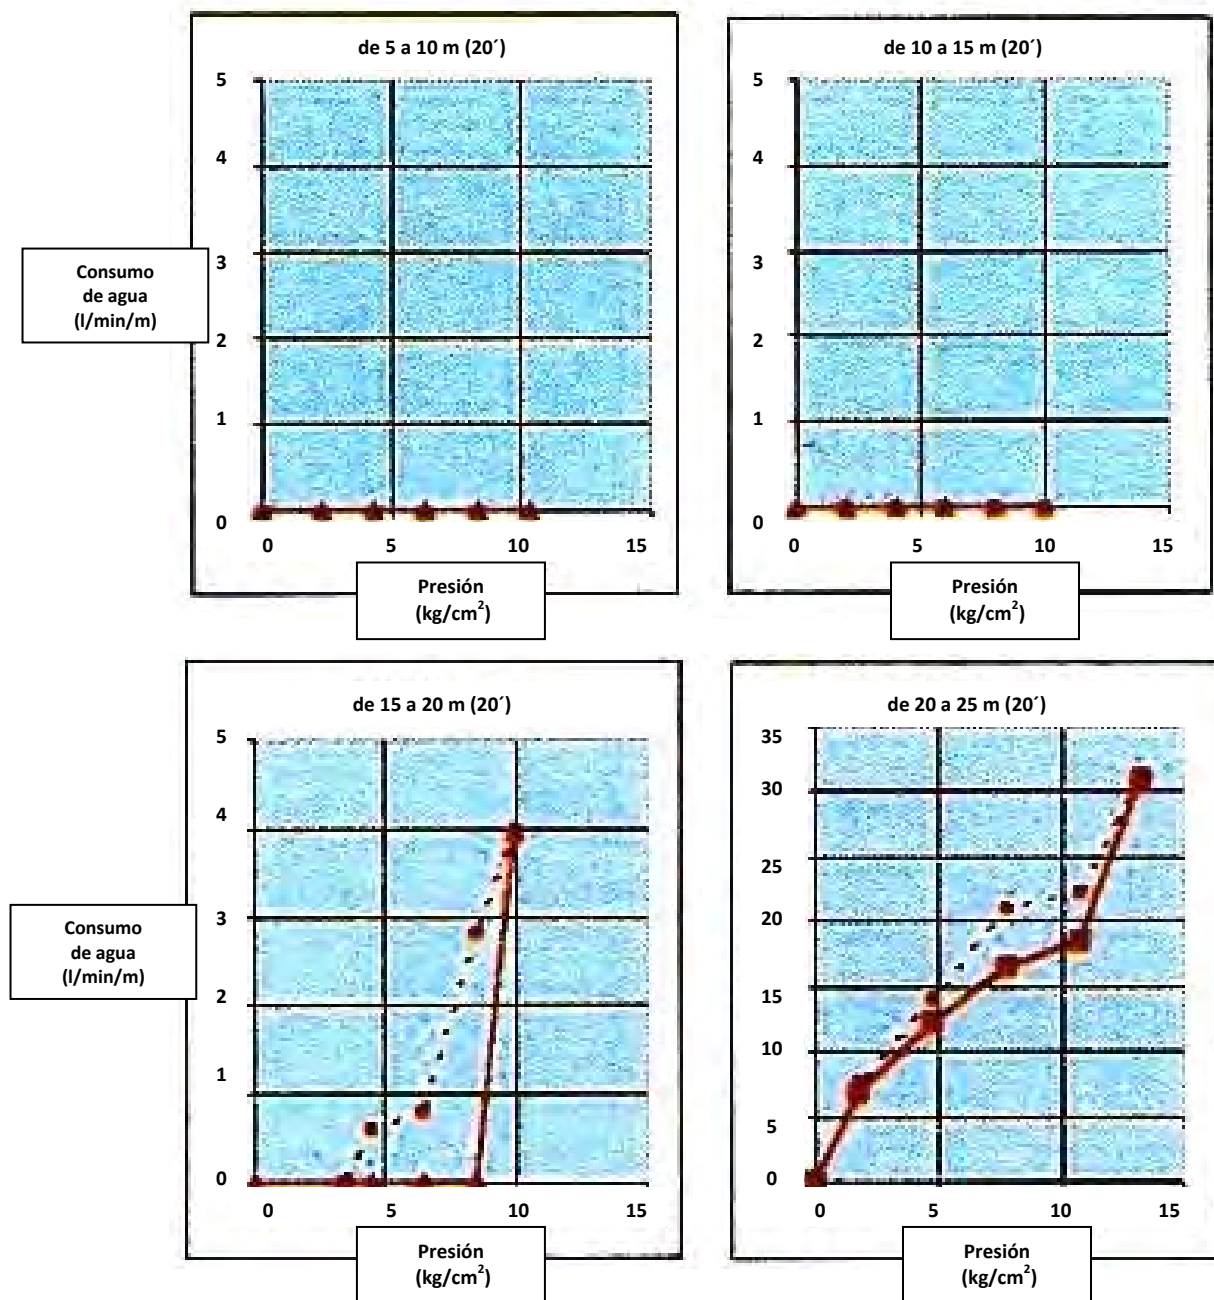 de 5 a 10 m (20´)
5
4
3
2
1
0
0 5 10 15
Consumo
de agua
(l/min/m)
Presión
(kg/cm²)
de 10 a 15 m (20´)
5
4
3
2
1
0
0 5 10 15
Presión
(kg/cm²)
de 15 a 20 m (20´)
5
4
3
2
1
0
0 5 10 15
Consumo
de agua
(l/min/m)
Presión
(kg/cm²)
de 20 a 25 m (20´)
35
30
25
20
15
10
5
0
0 5 10 15
Presión
(kg/cm²)